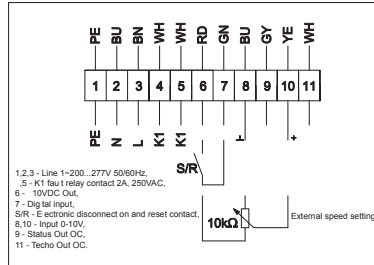 PE BU BN WH WH RD GN BU GY YE WH
1 2 3 4 5 6 7 8 9 10 11
PE N L K1 K1 - +
S/R
1,2,3 - Line 1~200...277V 50/60Hz,
,5 - K1 fau t relay contact 2A, 250VAC,
6 - 10VDC Out,
7 - Dig tal input,
S/R - E ectronic disconnect on and reset contact,
8,10 - Input 0-10V,
9 - Status Out OC,
11 - Techo Out OC.
10kΩ
External speed setting